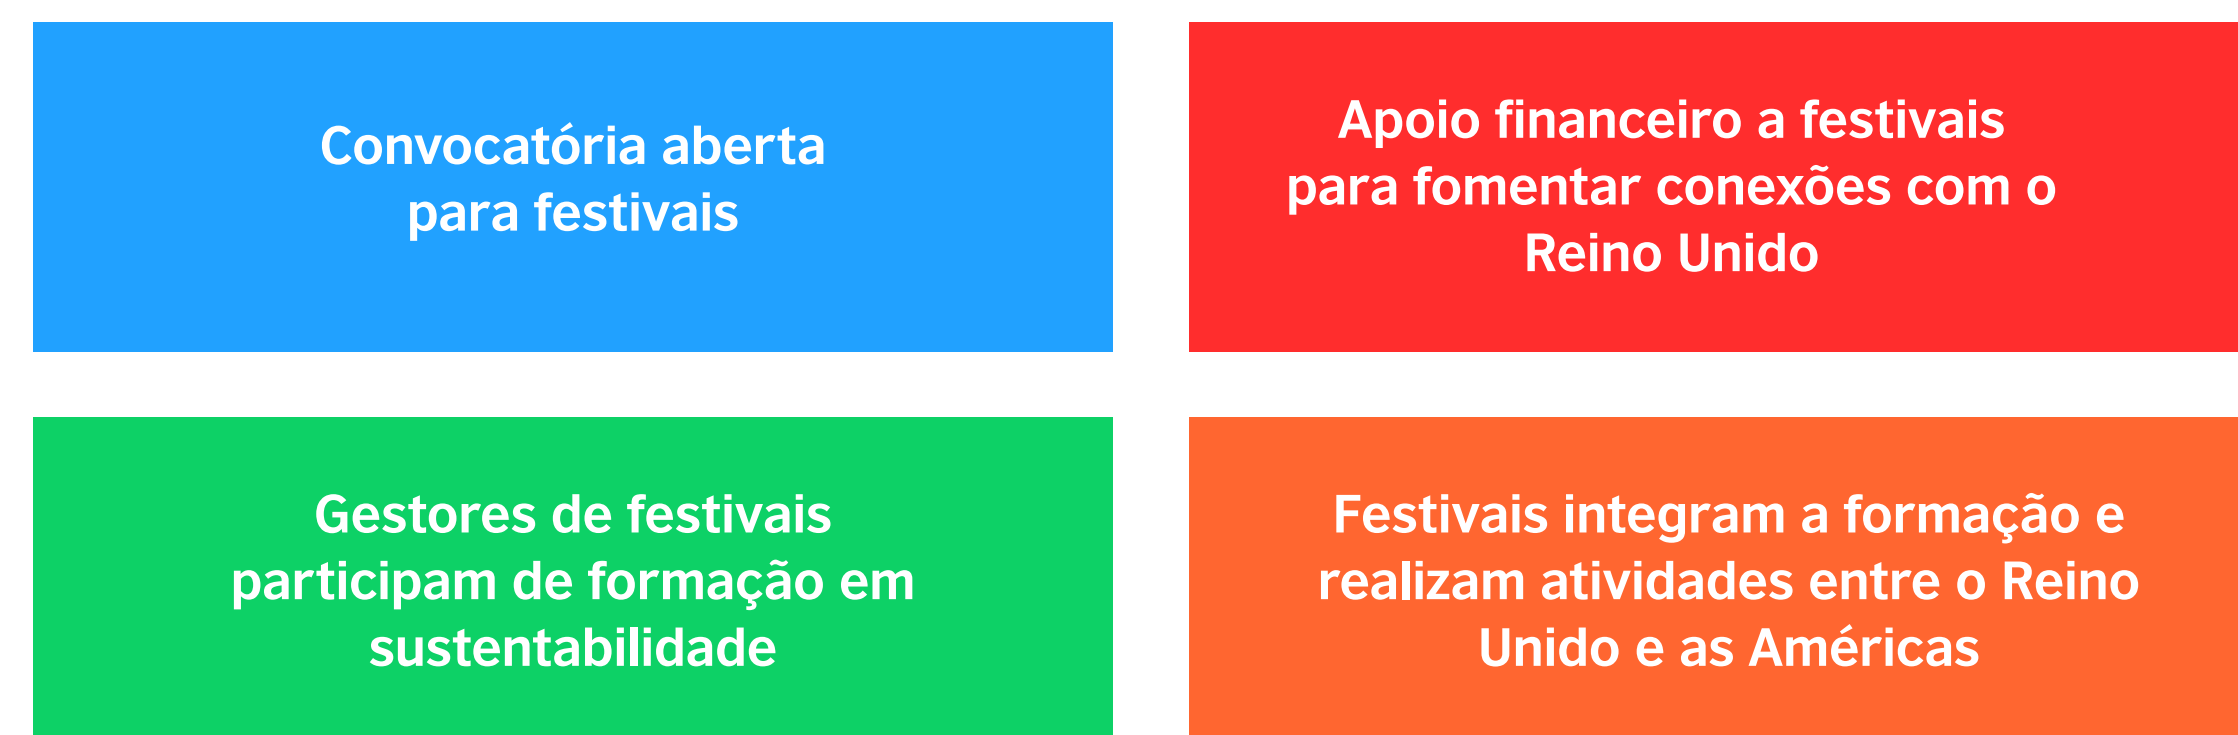 Convocatória aberta
para festivais
Apoio financeiro a festivais
para fomentar conexões com o
Reino Unido
Gestores de festivais
participam de formação em
sustentabilidade
Festivais integram a formação e
realizam atividades entre o Reino
Unido e as Américas